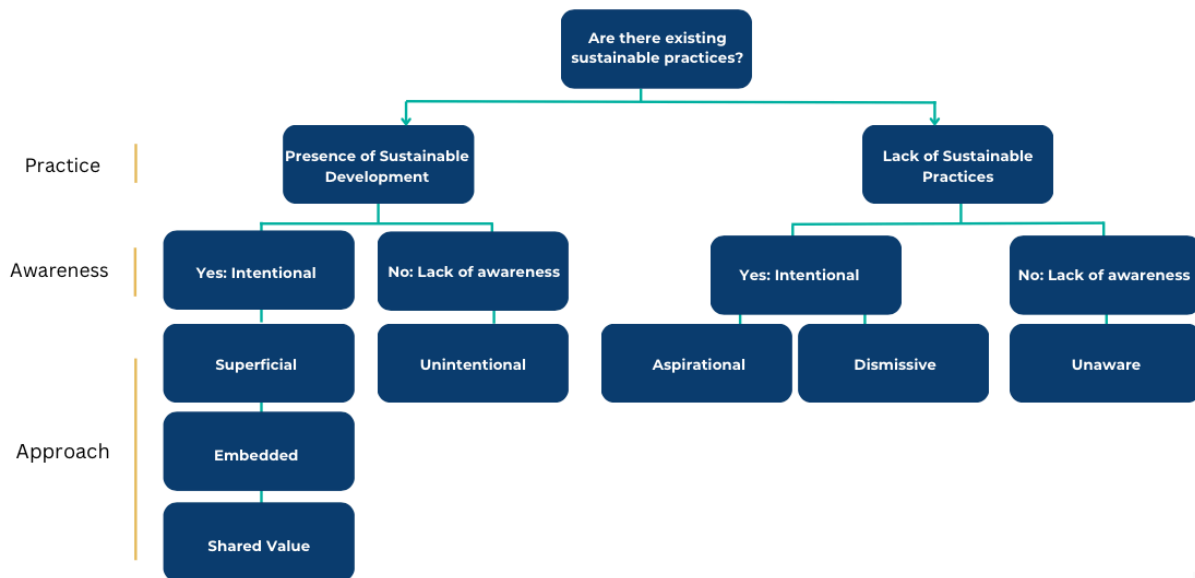 Are there existing
sustainable practices?
Practice
Presence of Sustainable
Development
Lack of Sustainable
Practices
Awareness
Yes: Intentional
No: Lack of awareness
Yes: Intentional
No: Lack of awareness
Approach
Superficial
Unintentional
Aspirational
Dismissive
Unaware
Embedded
Shared Value